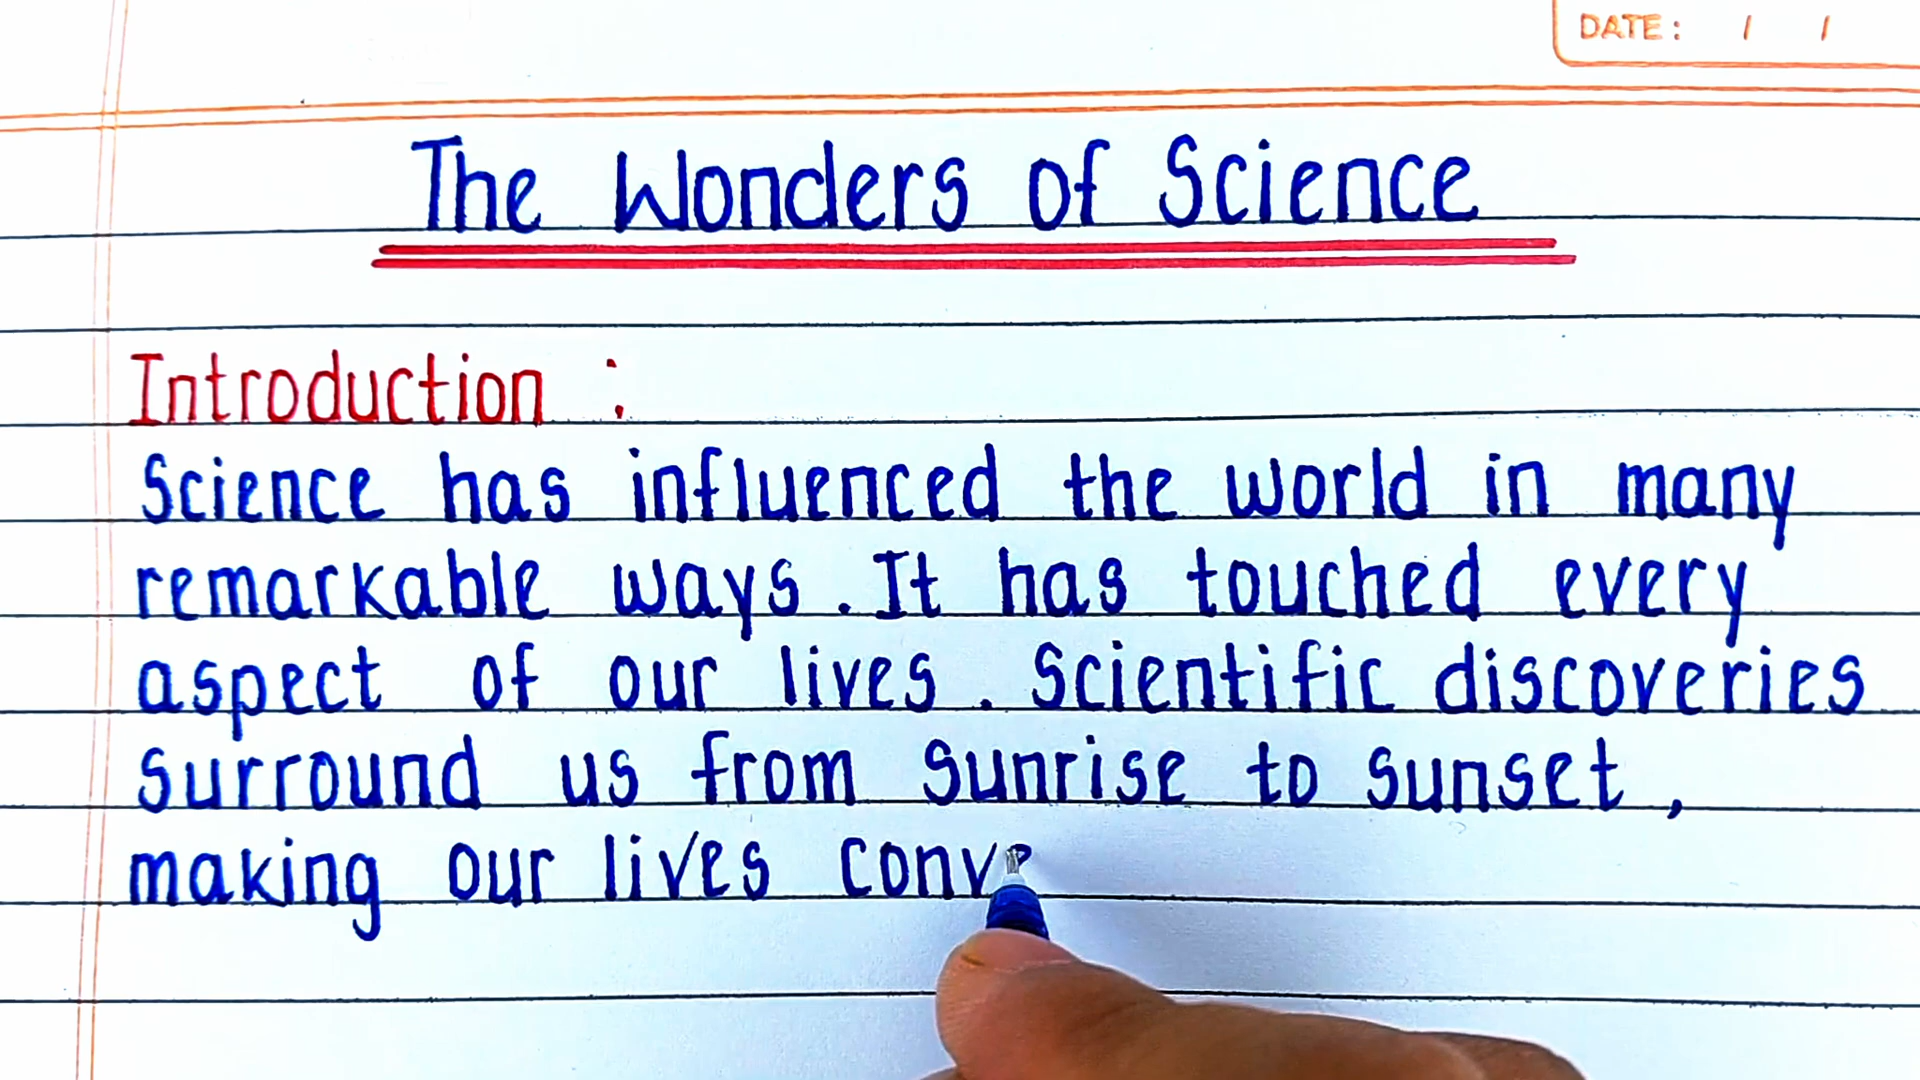 DATE: / /
The Wonders of Science
Introduction :
Science has influenced the world in many
remarkable ways. It has touched every
aspect of our lives. Scientific discoveries
surround us from sunrise to sunset,
making our lives conve